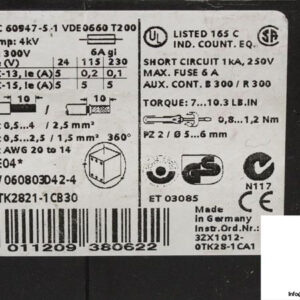 C 60947-5-1 VDE0660 T200
mp: 4kV
300V 6A gl
(V) 24 115 230
C-13, Ie (A) 5 0,2 0,1
C-15, Ie (A) 5 5 5
10 10
0,5...4 / 2,5 mm²
0,5...2,5 / 1,5 mm²
360°
AWG 20 to 14
E04*
060803D42-4
TK2821-1CB30
011209 380622
LISTED 165 C
IND. CONT. EQ.
SHORT CIRCUIT 1kA, 250V
MAX. FUSE 6 A
AUX. CONT. B 300 / R 300
TORQUE: 7...10.3 LB.IN
0,8...1,2 Nm
PZ 2 / Ø 5...6 mm
N117
ET 03085
Made in
Germany
Instr.Ord.Nr.:
3ZX1012-
0TK28-1CA1